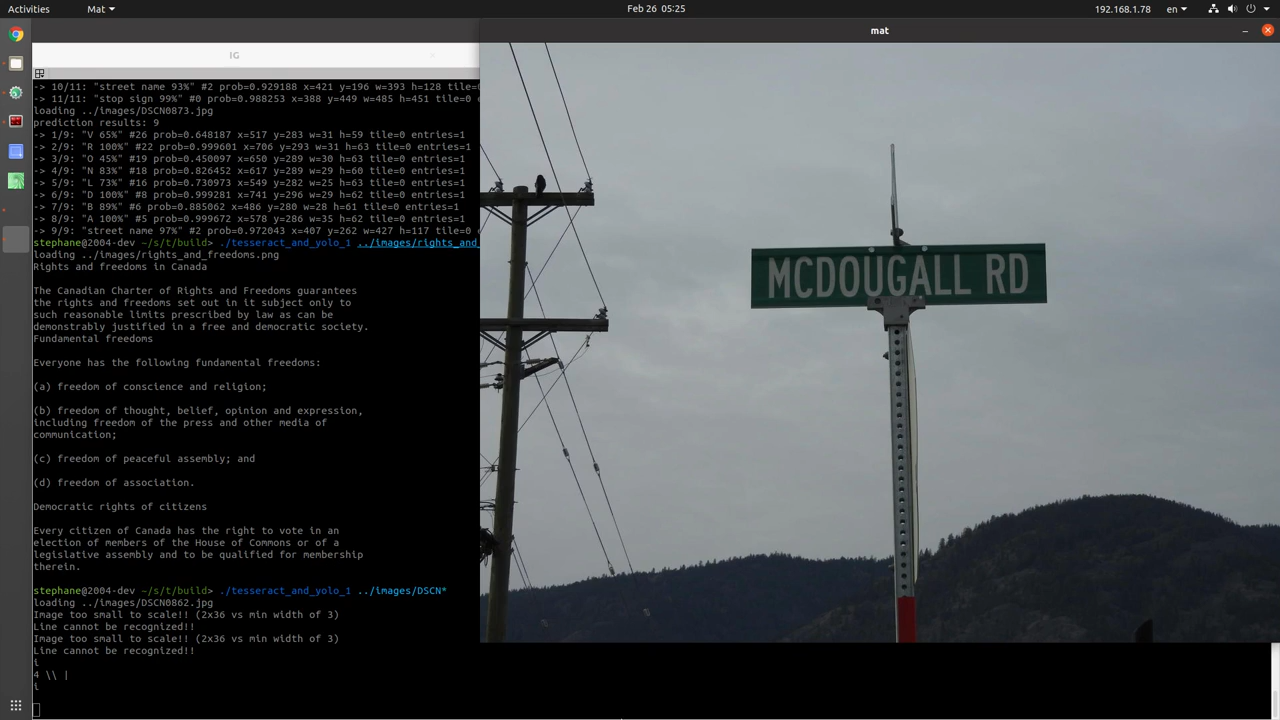 Activities
Mat
Feb 26 05:25
192.168.1.78
en
mat
IG
-> 10/11: "street name 93%" #2 prob=0.929188 x=421 y=196 w=393 h=128 tile=0
-> 11/11: "stop sign 99%" #0 prob=0.988253 x=388 y=449 w=485 h=451 tile=0
loading ../images/DSCN0873.jpg
prediction results: 9
-> 1/9: "V 65%" #26 prob=0.648187 x=517 y=283 w=31 h=59 tile=0 entries=1
-> 2/9: "R 100%" #22 prob=0.999601 x=706 y=293 w=31 h=63 tile=0 entries=1
-> 3/9: "O 45%" #19 prob=0.450097 x=650 y=289 w=30 h=63 tile=0 entries=1
-> 4/9: "N 83%" #18 prob=0.826452 x=617 y=289 w=29 h=60 tile=0 entries=1
-> 5/9: "L 73%" #16 prob=0.730973 x=549 y=282 w=25 h=63 tile=0 entries=1
-> 6/9: "D 100%" #8 prob=0.999281 x=741 y=296 w=29 h=62 tile=0 entries=1
-> 7/9: "B 89%" #6 prob=0.885062 x=486 y=280 w=28 h=61 tile=0 entries=1
-> 8/9: "A 100%" #5 prob=0.999672 x=578 y=286 w=35 h=62 tile=0 entries=1
-> 9/9: "street name 97%" #2 prob=0.972043 x=407 y=262 w=427 h=117 tile=0
stephane@2004-dev ~/s/t/build> ./tesseract_and_yolo_1 ../images/rights_and_
loading ../images/rights_and_freedoms.png
Rights and freedoms in Canada
The Canadian Charter of Rights and Freedoms guarantees
the rights and freedoms set out in it subject only to
such reasonable limits prescribed by law as can be
demonstrably justified in a free and democratic society.
Fundamental freedoms
Everyone has the following fundamental freedoms:
(a) freedom of conscience and religion;
(b) freedom of thought, belief, opinion and expression,
including freedom of the press and other media of
communication;
(c) freedom of peaceful assembly; and
(d) freedom of association.
Democratic rights of citizens
Every citizen of Canada has the right to vote in an
election of members of the House of Commons or of a
legislative assembly and to be qualified for membership
therein.
stephane@2004-dev ~/s/t/build> ./tesseract_and_yolo_1 ../images/DSCN*
loading ../images/DSCN0862.jpg
Image too small to scale!! (2x36 vs min width of 3)
Line cannot be recognized!!
Image too small to scale!! (2x36 vs min width of 3)
Line cannot be recognized!!
i
4 \\ |
i
MCDOUGALL RD